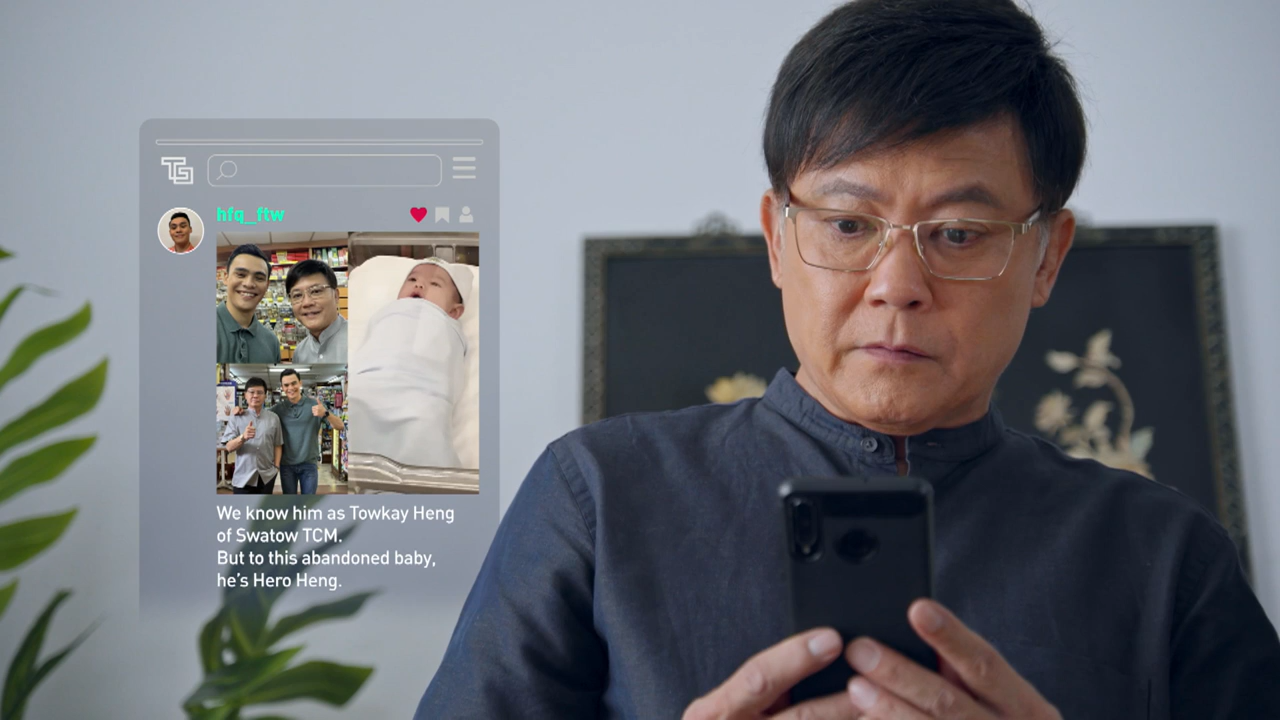 TG
hfq_ftw
We know him as Towkay Heng
of Swatow TCM.
But to this abandoned baby,
he's Hero Heng.